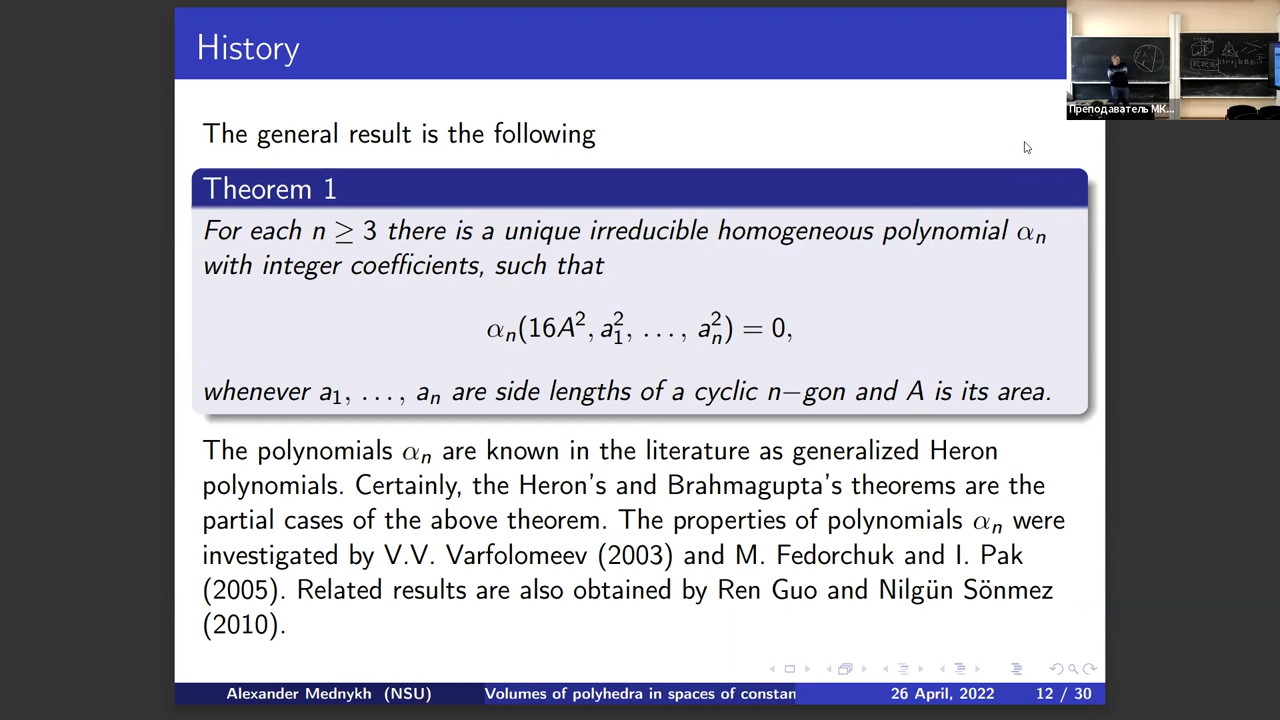 History
Преподаватель МК...
The general result is the following
Theorem 1
For each n ≥ 3 there is a unique irreducible homogeneous polynomial αₙ
with integer coefficients, such that
αₙ(16A², a₁², . . . , aₙ²) = 0,
whenever a₁, . . . , aₙ are side lengths of a cyclic n−gon and A is its area.
The polynomials αₙ are known in the literature as generalized Heron
polynomials. Certainly, the Heron's and Brahmagupta's theorems are the
partial cases of the above theorem. The properties of polynomials αₙ were
investigated by V.V. Varfolomeev (2003) and M. Fedorchuk and I. Pak
(2005). Related results are also obtained by Ren Guo and Nilgün Sönmez
(2010).
Alexander Mednykh (NSU) Volumes of polyhedra in spaces of constan 26 April, 2022 12 / 30